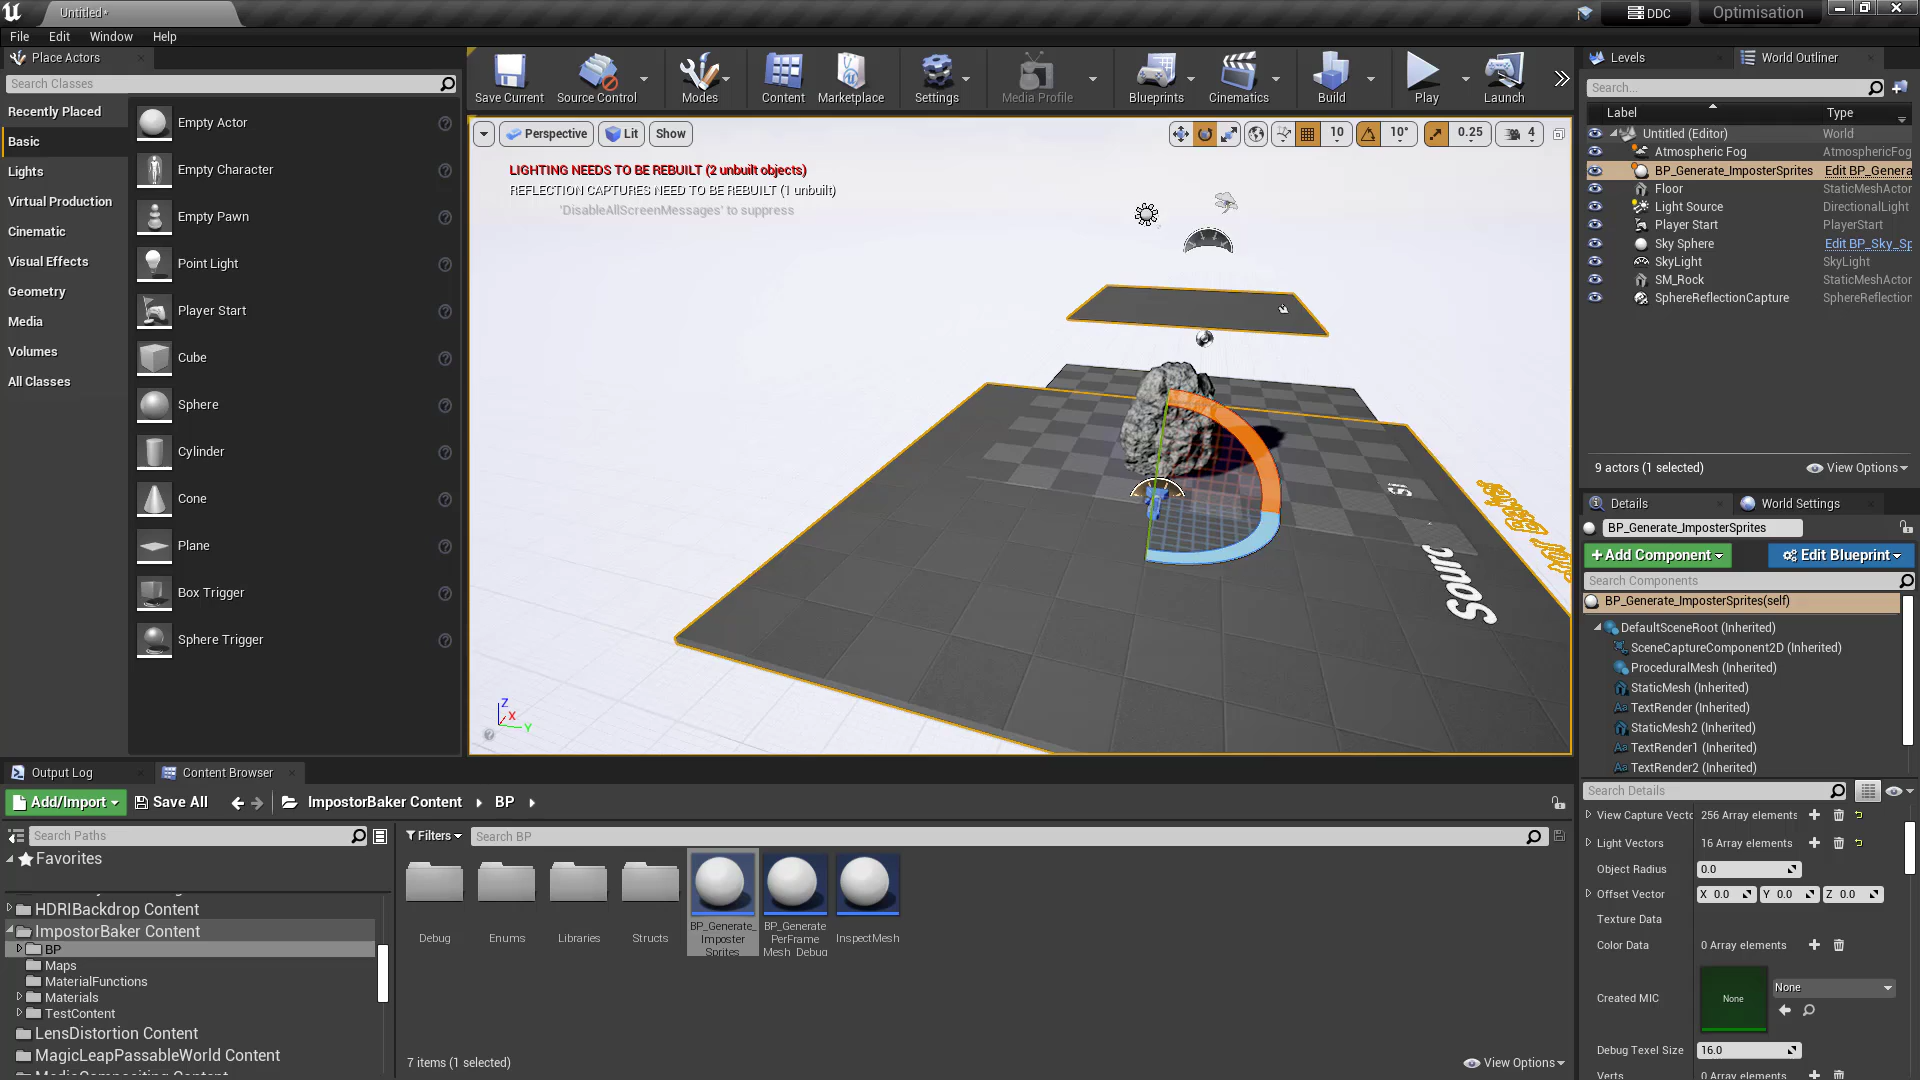 Untitled*
DDC
Optimisation
File Edit Window Help
Place Actors
Levels
World Outliner
Search Classes
Recently Placed
Basic
Lights
Virtual Production
Cinematic
Visual Effects
Geometry
Media
Volumes
All Classes
Empty Actor
Empty Character
Empty Pawn
Point Light
Player Start
Cube
Sphere
Cylinder
Cone
Plane
Box Trigger
Sphere Trigger
Save Current
Source Control
Modes
Content
Marketplace
Settings
Media Profile
Blueprints
Cinematics
Build
Play
Launch
Perspective
Lit
Show
10
10°
0.25
4
LIGHTING NEEDS TO BE REBUILT (2 unbuilt objects)
REFLECTION CAPTURES NEED TO BE REBUILT (1 unbuilt)
'DisableAllScreenMessages' to suppress
Z
X
Y
Search...
Label Type
Untitled (Editor) World
Atmospheric Fog AtmosphericFog
BP_Generate_ImposterSprites Edit BP_Genera
Floor StaticMeshActor
Light Source DirectionalLight
Player Start PlayerStart
Sky Sphere Edit BP_Sky_Sp
SkyLight SkyLight
SM_Rock StaticMeshActor
SphereReflectionCapture SphereReflection
9 actors (1 selected)
View Options
Details
World Settings
BP_Generate_ImposterSprites
Add Component
Edit Blueprint
Search Components
BP_Generate_ImposterSprites(self)
DefaultSceneRoot (Inherited)
SceneCaptureComponent2D (Inherited)
ProceduralMesh (Inherited)
StaticMesh (Inherited)
TextRender (Inherited)
StaticMesh2 (Inherited)
TextRender1 (Inherited)
TextRender2 (Inherited)
Search Details
View Capture Vecto 256 Array elements
Light Vectors 16 Array elements
Object Radius 0.0
Offset Vector X 0.0 Y 0.0 Z 0.0
Texture Data
Color Data 0 Array elements
Created MIC None None
Debug Texel Size 16.0
Verts 0 Array elements
Output Log
Content Browser
Add/Import
Save All
ImpostorBaker Content
BP
Search Paths
Filters
Search BP
Favorites
HDRIBackdrop Content
ImpostorBaker Content
BP
Maps
MaterialFunctions
Materials
TestContent
LensDistortion Content
MagicLeapPassableWorld Content
MediaCompositing Content
Debug
Enums
Libraries
Structs
BP_Generate_
Imposter
Sprites
BP_Generate
PerFrame
Mesh_Debug
InspectMesh
7 items (1 selected)
View Options